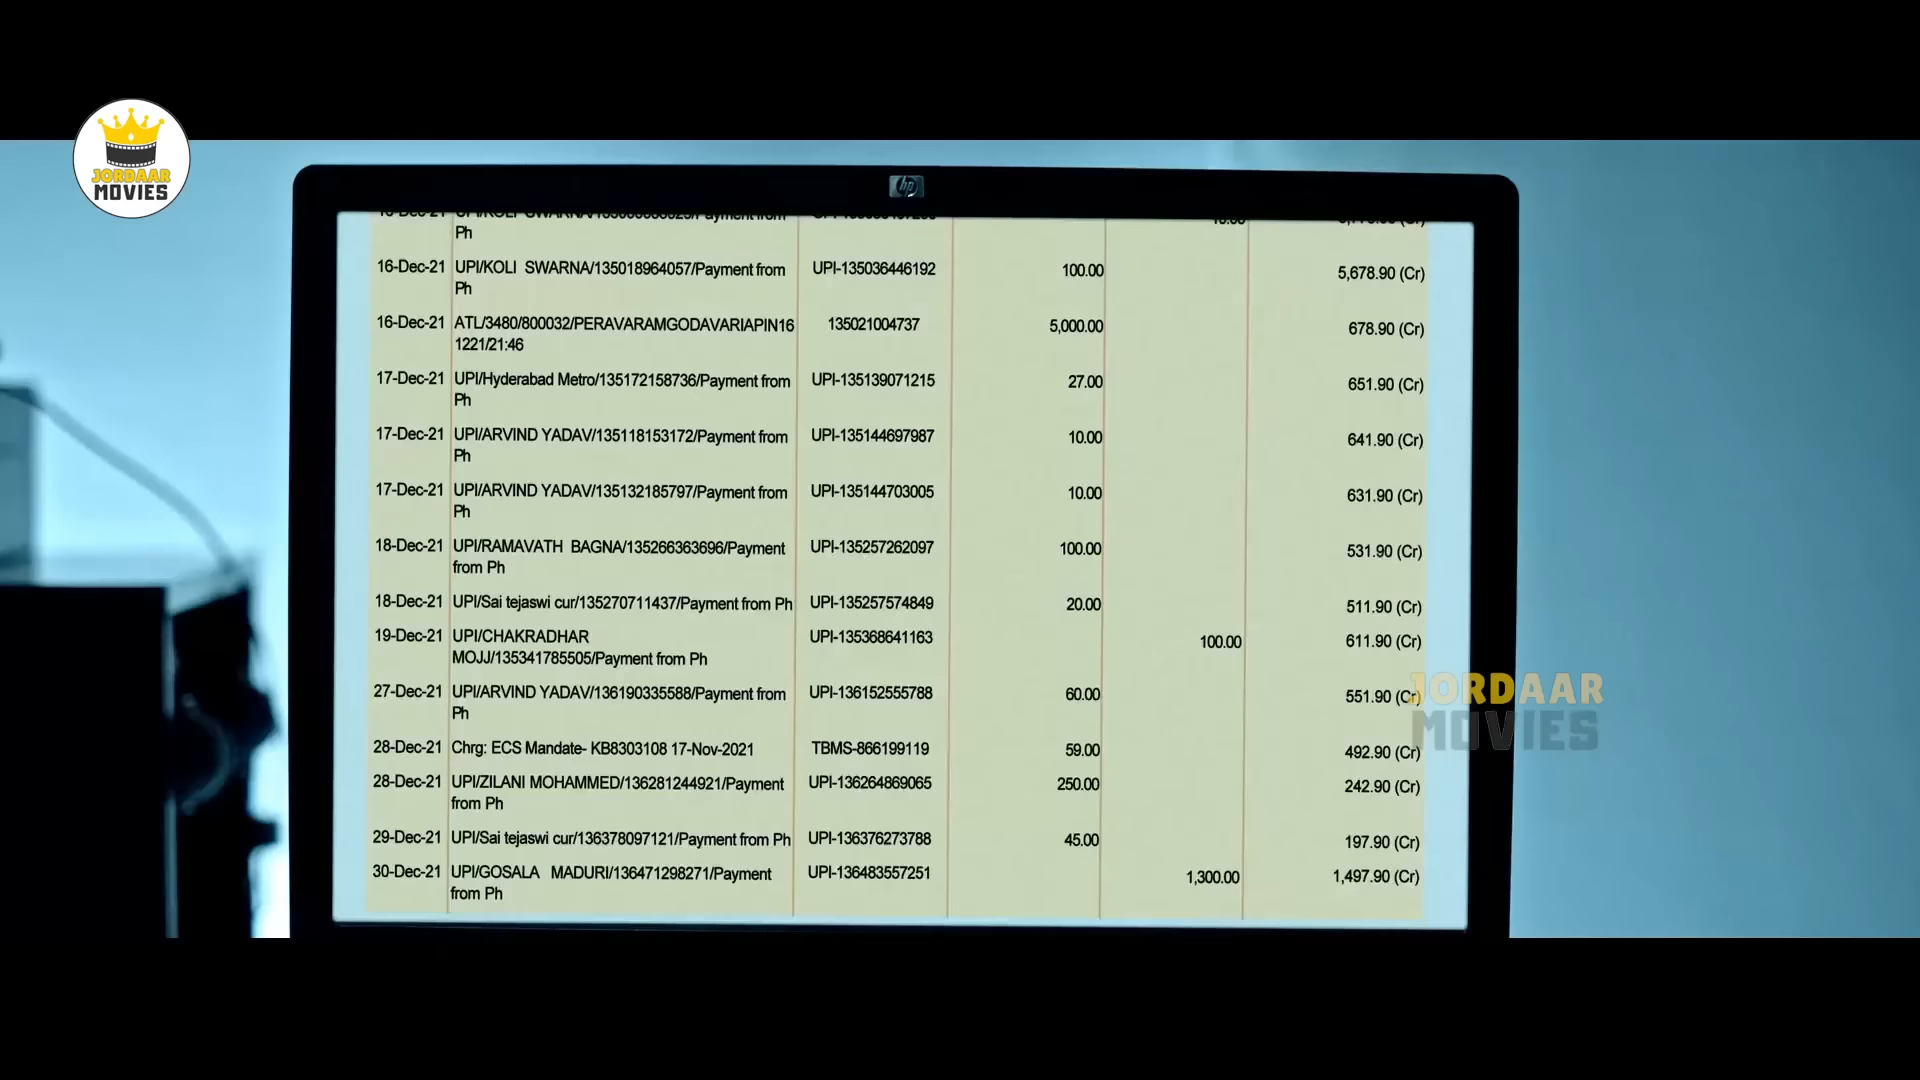 JORDAAR
MOVIES
hp
Ph
16-Dec-21 UPI/KOLI SWARNA/135018964057/Payment from UPI-135036446192 100.00 5,678.90 (Cr)
Ph
16-Dec-21 ATL/3480/800032/PERAVARAMGODAVARIAPIN16 135021004737 5,000.00 678.90 (Cr)
1221/21:46
17-Dec-21 UPI/Hyderabad Metro/135172158736/Payment from UPI-135139071215 27.00 651.90 (Cr)
Ph
17-Dec-21 UPI/ARVIND YADAV/135118153172/Payment from UPI-135144697987 10.00 641.90 (Cr)
Ph
17-Dec-21 UPI/ARVIND YADAV/135132185797/Payment from UPI-135144703005 10.00 631.90 (Cr)
Ph
18-Dec-21 UPI/RAMAVATH BAGNA/135266363696/Payment UPI-135257262097 100.00 531.90 (Cr)
from Ph
18-Dec-21 UPI/Sai tejaswi cur/135270711437/Payment from Ph UPI-135257574849 20.00 511.90 (Cr)
19-Dec-21 UPI/CHAKRADHAR UPI-135368641163 100.00 611.90 (Cr)
MOJJ/135341785505/Payment from Ph
27-Dec-21 UPI/ARVIND YADAV/136190335588/Payment from UPI-136152555788 60.00 551.90 (Cr)
Ph
28-Dec-21 Chrg: ECS Mandate- KB8303108 17-Nov-2021 TBMS-866199119 59.00 492.90 (Cr)
28-Dec-21 UPI/ZILANI MOHAMMED/136281244921/Payment UPI-136264869065 250.00 242.90 (Cr)
from Ph
29-Dec-21 UPI/Sai tejaswi cur/136378097121/Payment from Ph UPI-136376273788 45.00 197.90 (Cr)
30-Dec-21 UPI/GOSALA MADURI/136471298271/Payment UPI-136483557251 1,300.00 1,497.90 (Cr)
from Ph
JORDAAR
MOVIES